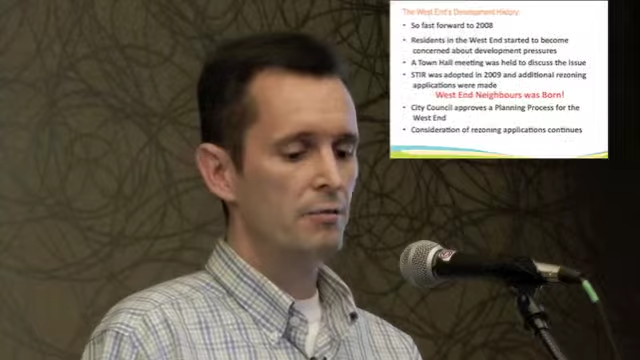 The West End's Development History
• So fast forward to 2008
• Residents in the West End started to become
concerned about development pressures
• A Town Hall meeting was held to discuss the issue
• STIR was adopted in 2009 and additional rezoning
applications were made
West End Neighbours was Born!
• City Council approves a Planning Process for the
West End
• Consideration of rezoning applications continues